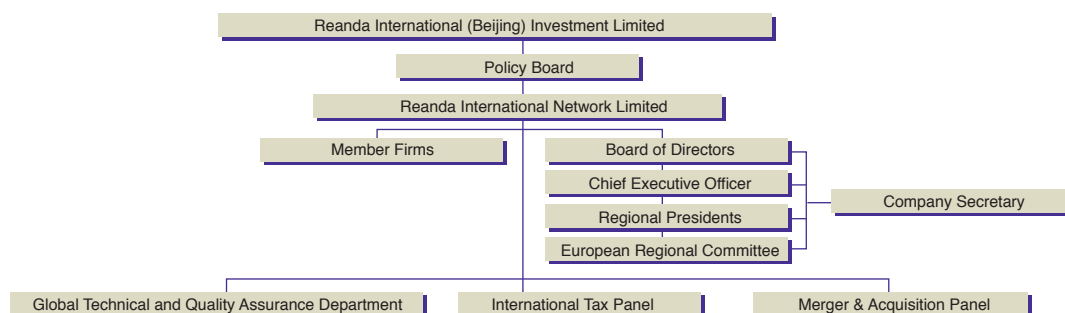 Reanda International (Beijing) Investment Limited
Policy Board
Reanda International Network Limited
Member Firms
Board of Directors
Chief Executive Officer
Regional Presidents
Company Secretary
European Regional Committee
Global Technical and Quality Assurance Department
International Tax Panel
Merger & Acquisition Panel